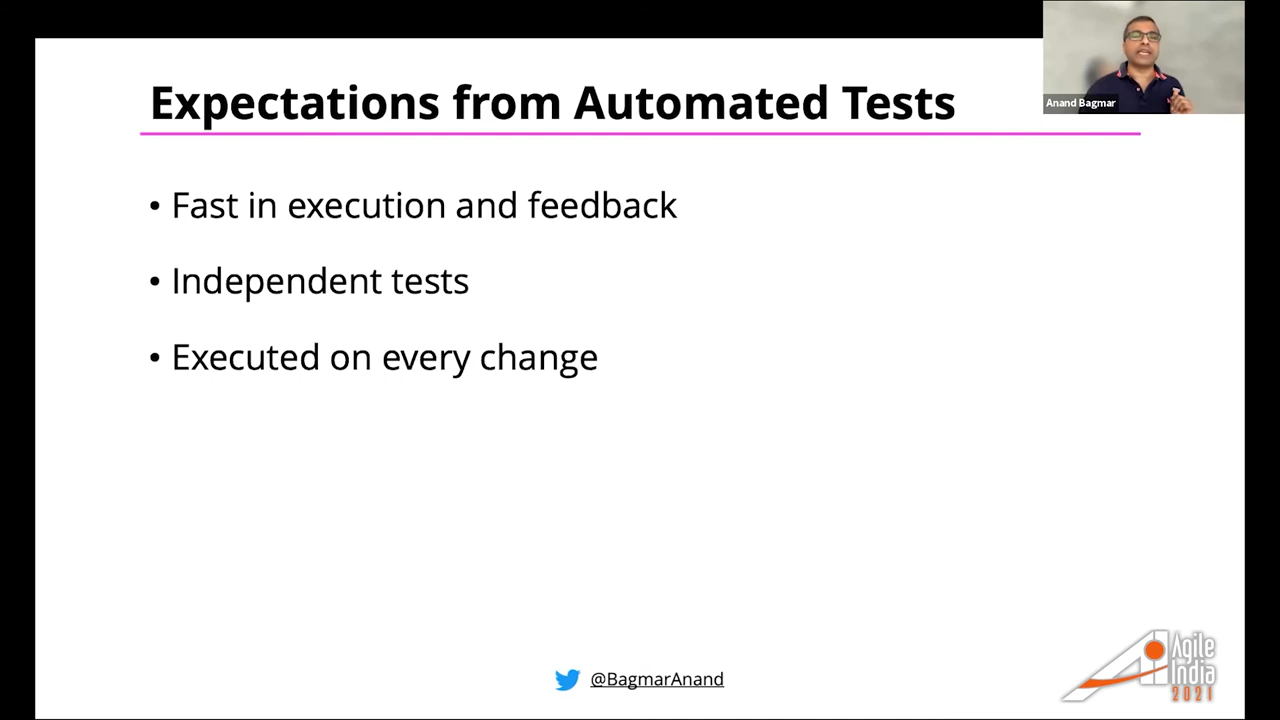 Expectations from Automated Tests
Anand Bagmar
• Fast in execution and feedback
• Independent tests
• Executed on every change
@BagmarAnand
Agile
India
2021